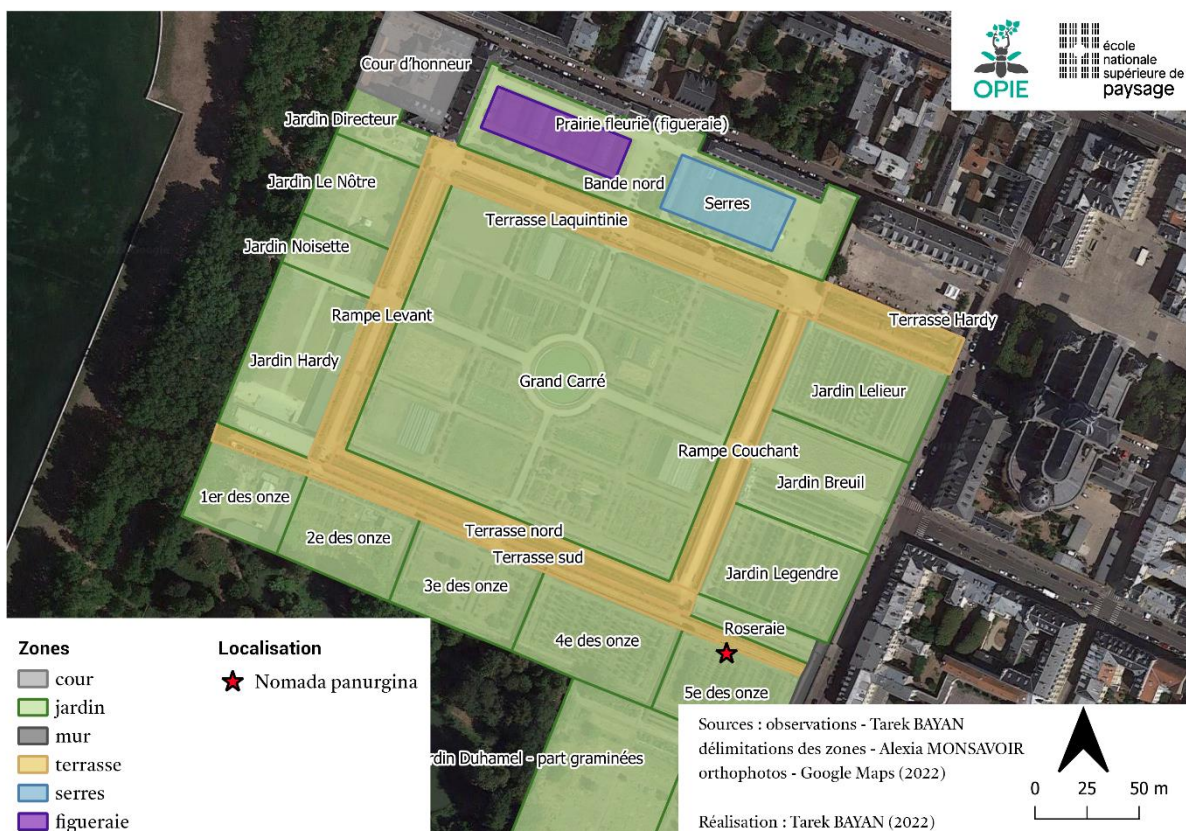 OPIE
école
nationale
supérieure de
paysage
Cour d'honneur
Jardin Directeur
Prairie fleurie (figueraie)
Jardin Le Nôtre
Bande nord
Serres
Terrasse Laquintinie
Jardin Noisette
Rampe Levant
Terrasse Hardy
Jardin Hardy
Grand Carré
Jardin Lelieur
Rampe Couchant
Jardin Breuil
1er des onze
2e des onze
Terrasse nord
Terrasse sud
3e des onze
Jardin Legendre
4e des onze
Roseraie
5e des onze
rdin Duhamel - part graminées
Zones
cour
jardin
mur
terrasse
serres
figueraie
Localisation
Nomada panurgina
Sources : observations - Tarek BAYAN
délimitations des zones - Alexia MONSAVOIR
orthophotos - Google Maps (2022)
Réalisation : Tarek BAYAN (2022)
0 25 50 m